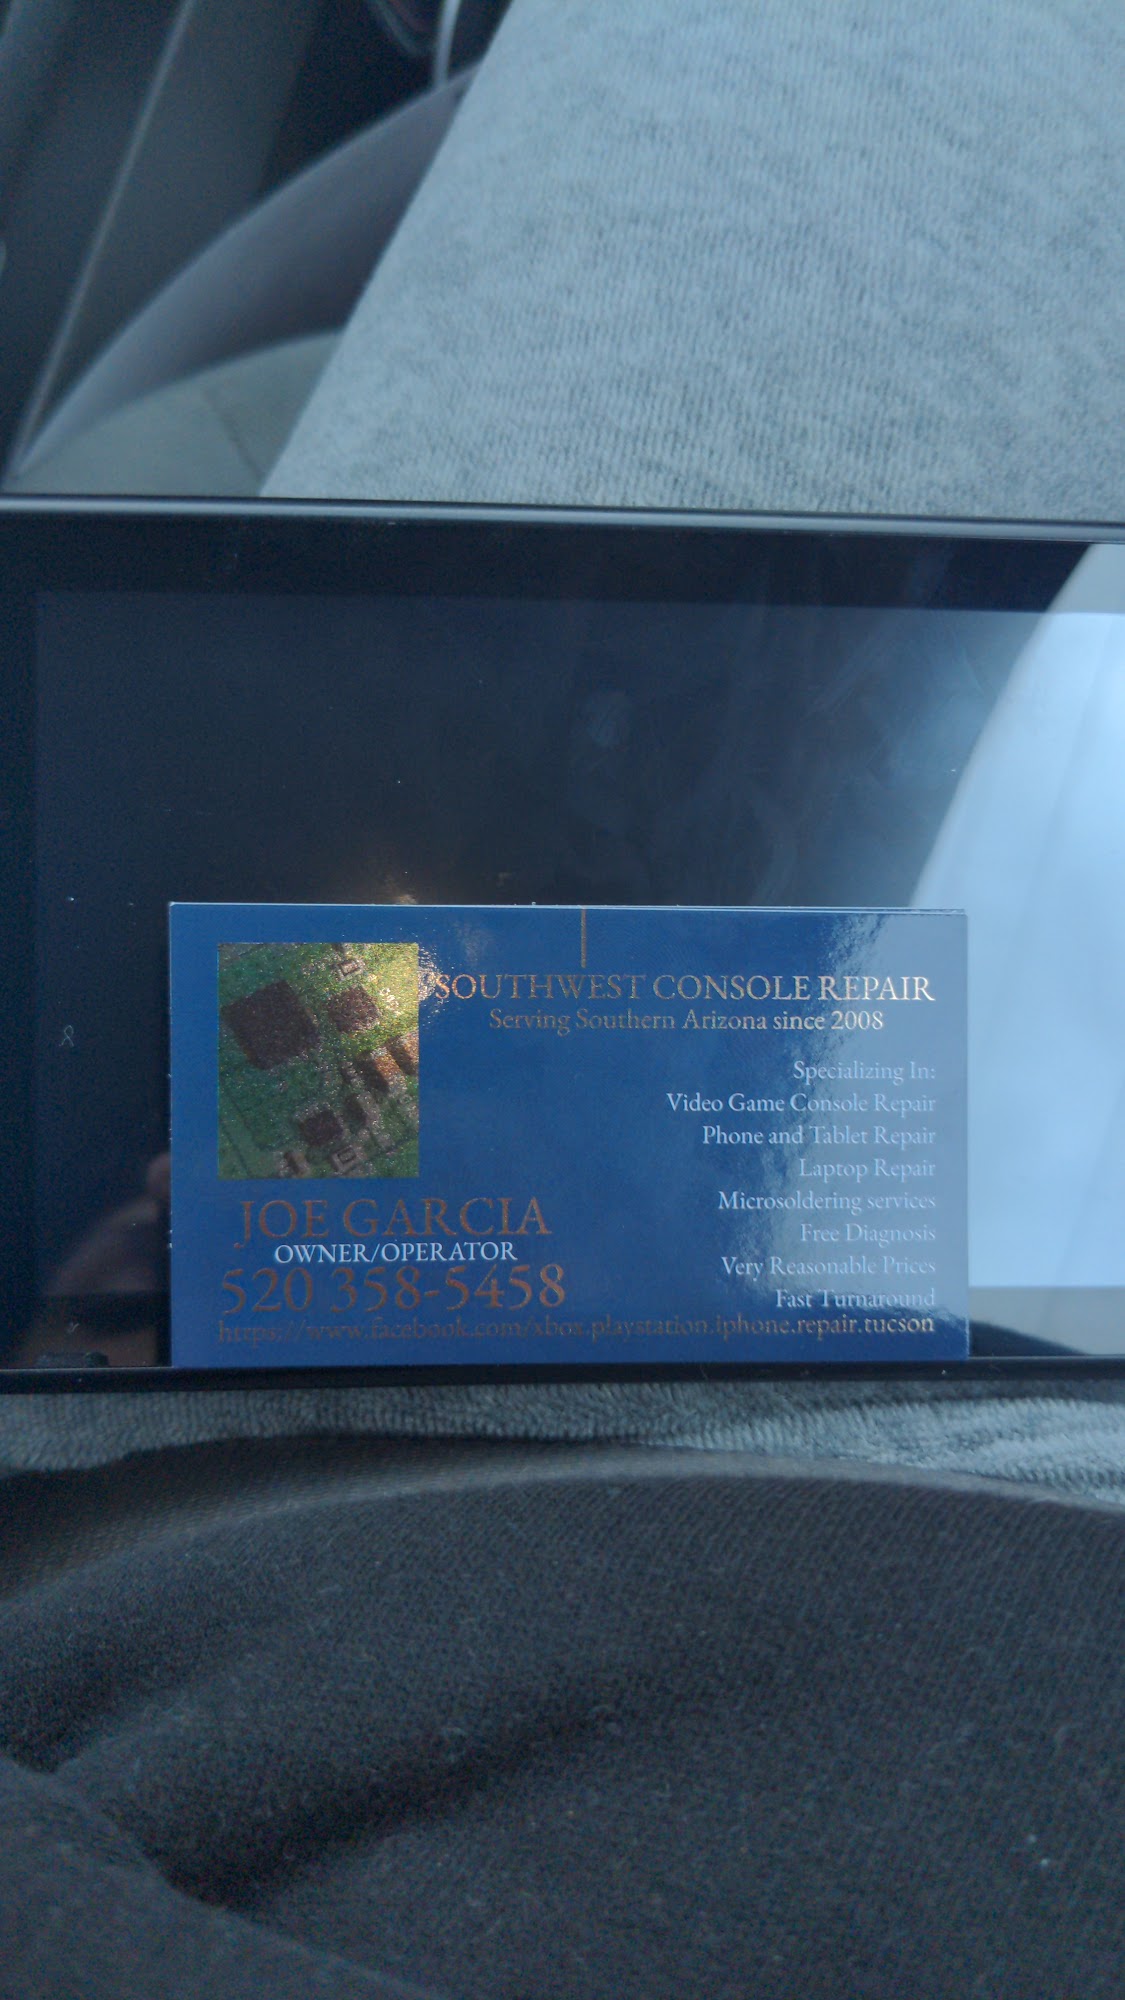 SOUTHWEST CONSOLE REPAIR
Serving Southern Arizona since 2008
Specializing In:
Video Game Console Repair
Phone and Tablet Repair
Laptop Repair
Microsoldering services
Free Diagnosis
Very Reasonable Prices
Fast Turnaround
JOE GARCIA
OWNER/OPERATOR
520 358-5458
https://www.facebook.com/xbox.playstation.iphone.repair.tucson